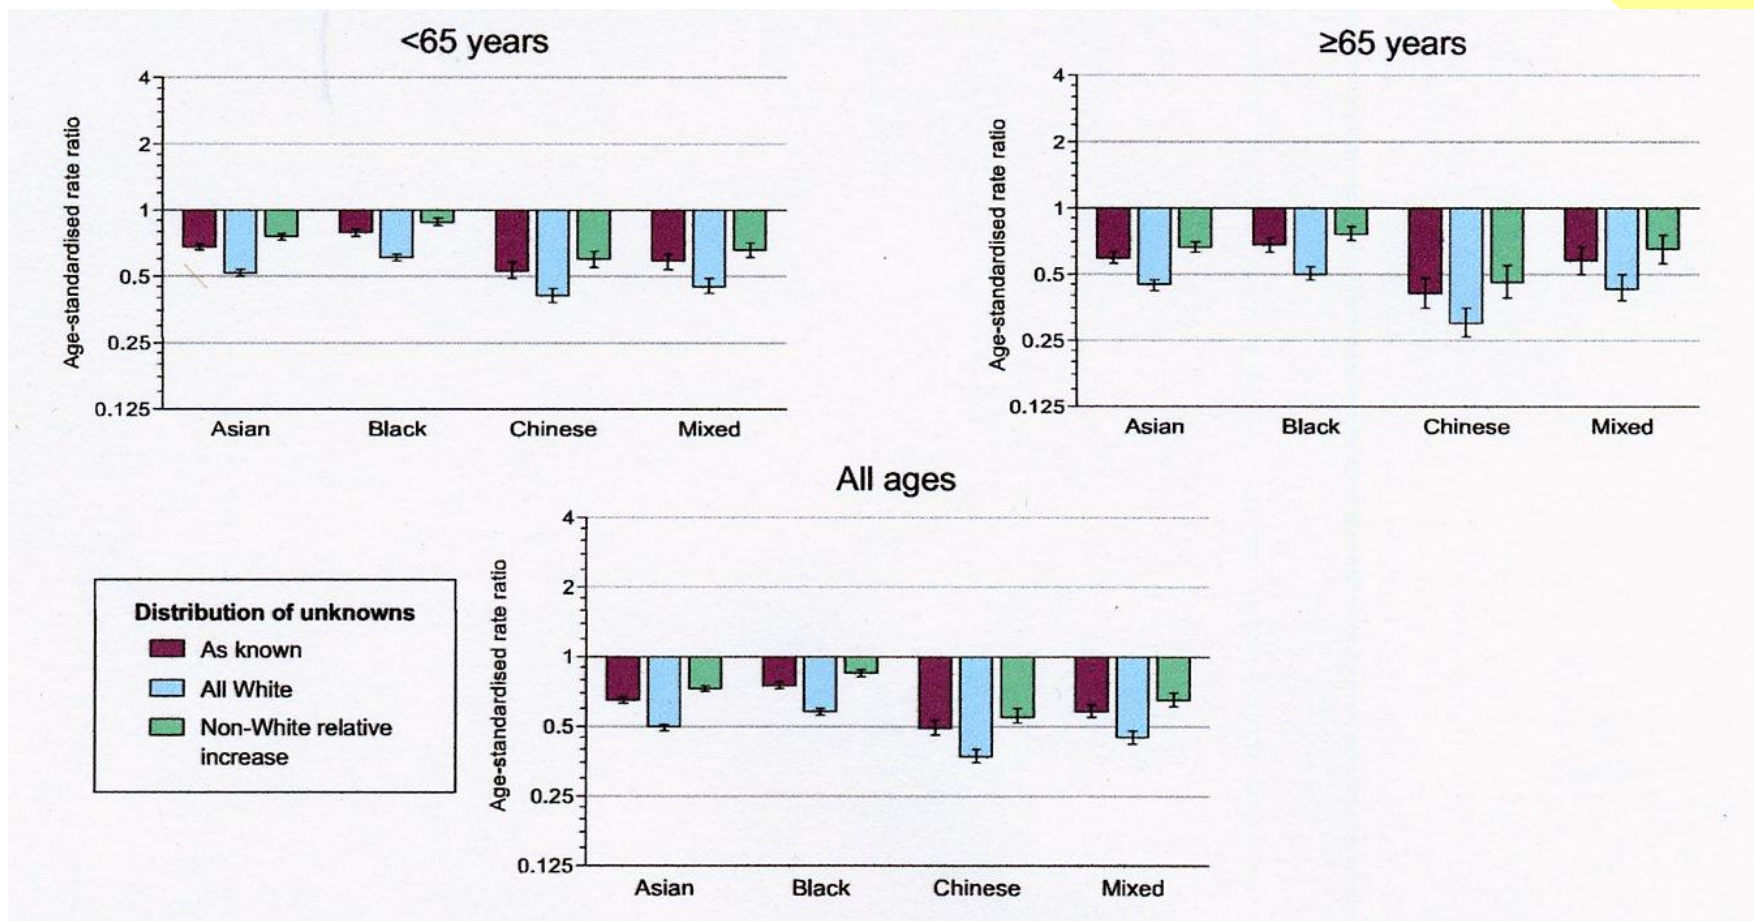 <65 years
4
2
1
0.5
0.25
0.125
Age-standardised rate ratio
Asian Black Chinese Mixed
≥65 years
4
2
1
0.5
0.25
0.125
Age-standardised rate ratio
Asian Black Chinese Mixed
All ages
4
2
1
0.5
0.25
0.125
Age-standardised rate ratio
Asian Black Chinese Mixed
Distribution of unknowns
As known
All White
Non-White relative
increase